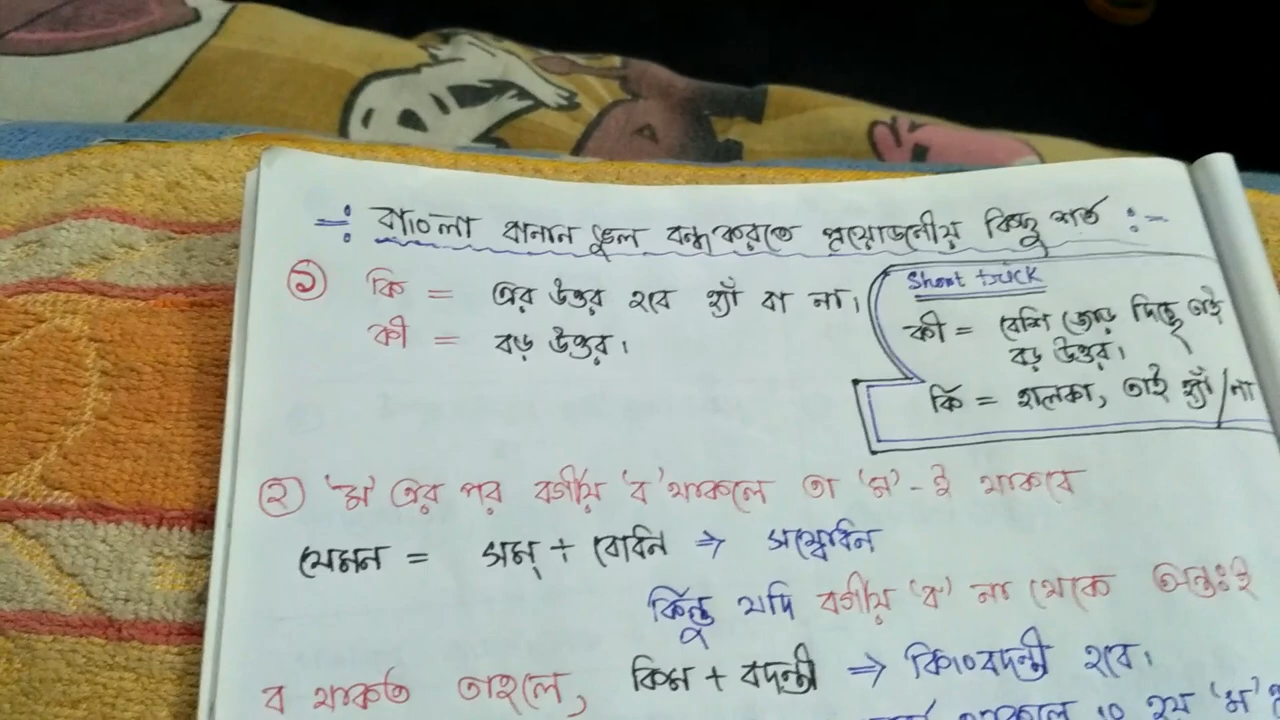 -: বাংলা বানান ভুল বন্ধ করতে প্রয়োজনীয় কিছু শর্ত :-
① কি = এর উত্তর হবে হ্যাঁ বা না।
কী = বড় উত্তর।
Short trick
কী = বেশি জোড় দিচ্ছে তাই
বড় উত্তর।
কি = হালকা, তাই হ্যাঁ/না
② 'ম' এর পর বর্গীয় 'ব' থাকলে তা 'ম'-ই থাকবে
যেমন = সম্ + বোধন ⇒ সম্বোধন
কিন্তু যদি বর্গীয় 'ব' না থেকে অন্তঃস্থ
ব থাকত তাহলে, কিম + বদন্তী ⇒ কিংবদন্তী হবে।